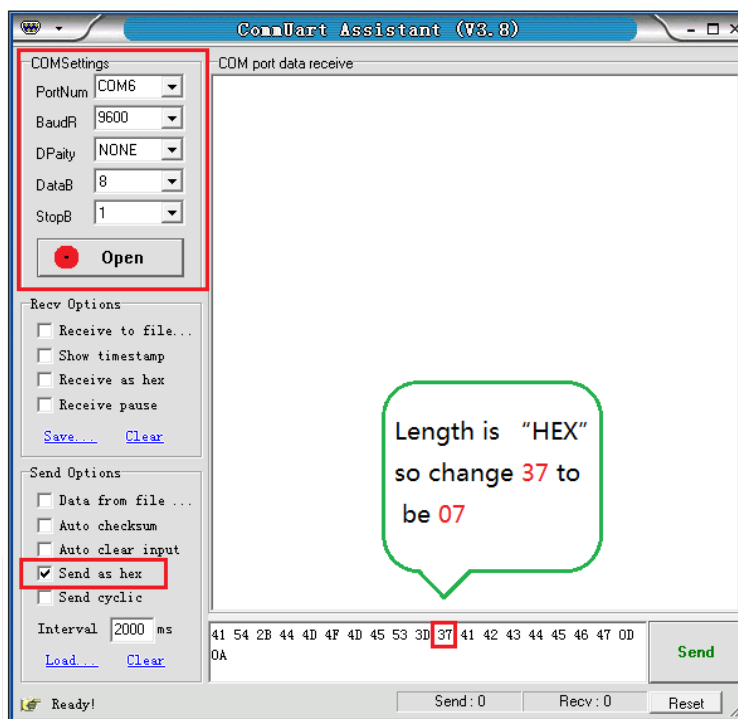 CommUart Assistant (V3.8)
COMSettings
PortNum COM6
BaudR 9600
DPaity NONE
DataB 8
StopB 1
Open
Recv Options
Receive to file...
Show timestamp
Receive as hex
Receive pause
Save... Clear
Send Options
Data from file ...
Auto checksum
Auto clear input
Send as hex
Send cyclic
Interval 2000 ms
Load... Clear
COM port data receive
Length is “HEX”
so change 37 to
be 07
41 54 2B 44 4D 4F 4D 45 53 3D 37 41 42 43 44 45 46 47 0D
0A
Send
Ready!
Send : 0
Recv : 0
Reset